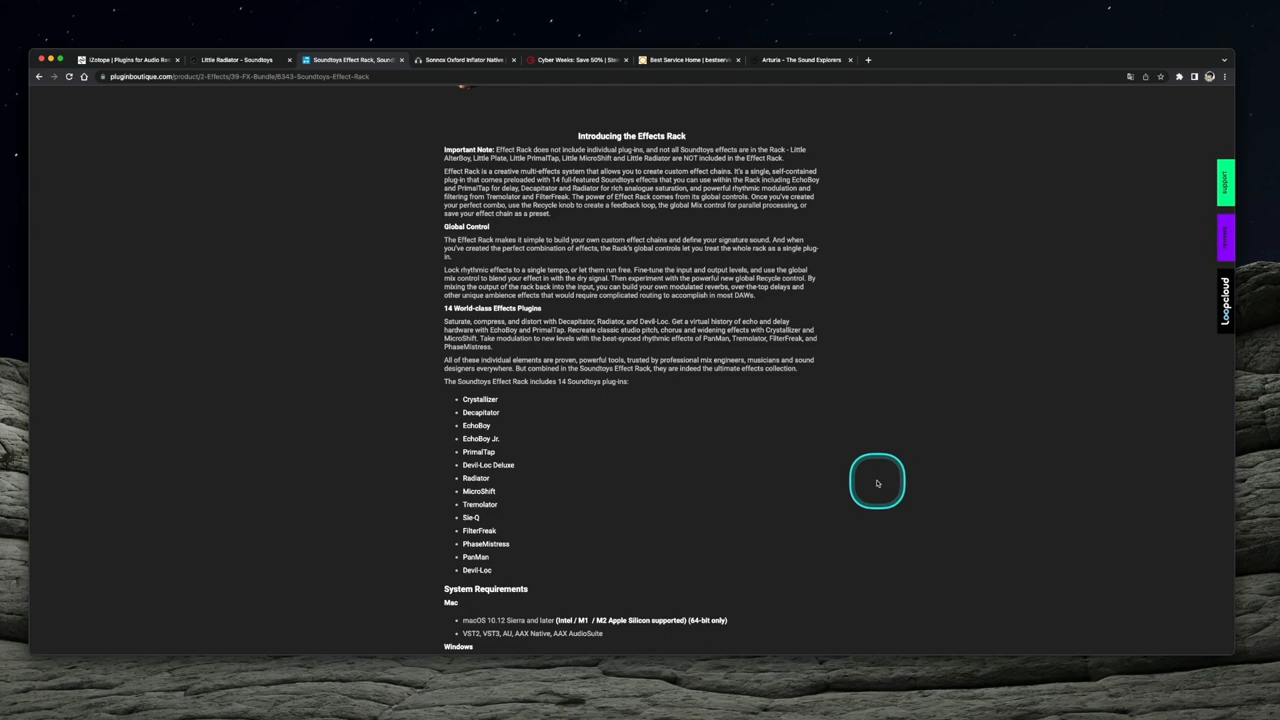 iZotope | Plugins for Audio Re
Little Radiator - Soundtoys
Soundtoys Effect Rack, Sound
Sonnox Oxford Inflator Native
Cyber Weeks: Save 50% | Ste
Best Service Home | bestserv
Arturia - The Sound Explorers
pluginboutique.com/product/2-Effects/39-FX-Bundle/6343-Soundtoys-Effect-Rack
Introducing the Effects Rack
Important Note: Effect Rack does not include individual plug-ins, and not all Soundtoys effects are in the Rack - Little
AlterBoy, Little Plate, Little PrimalTap, Little MicroShift and Little Radiator are NOT included in the Effect Rack.
Effect Rack is a creative multi-effects system that allows you to create custom effect chains. It's a single, self-contained
plug-in that comes preloaded with 14 full-featured Soundtoys effects that you can use within the Rack including EchoBoy
and PrimalTap for delay, Decapitator and Radiator for rich analogue saturation, and powerful rhythmic modulation and
filtering from Tremolator and FilterFreak. The power of Effect Rack comes from its global controls. Once you've created
your perfect combo, use the Recycle knob to create a feedback loop, the global Mix control for parallel processing, or
save your effect chain as a preset.
Global Control
The Effect Rack makes it simple to build your own custom effect chains and define your signature sound. And when
you've created the perfect combination of effects, the Rack's global controls let you treat the whole rack as a single plug-
in.
Lock rhythmic effects to a single tempo, or let them run free. Fine-tune the input and output levels, and use the global
mix control to blend your effect in with the dry signal. Then experiment with the powerful new global Recycle control. By
mixing the output of the rack back into the input, you can build your own modulated reverbs, over-the-top delays and
other unique ambience effects that would require complicated routing to accomplish in most DAWs.
14 World-class Effects Plugins
Saturate, compress, and distort with Decapitator, Radiator, and Devil-Loc. Get a virtual history of echo and delay
hardware with EchoBoy and PrimalTap. Recreate classic studio pitch, chorus and widening effects with Crystallizer and
MicroShift. Take modulation to new levels with the beat-synced rhythmic effects of PanMan, Tremolator, FilterFreak, and
PhaseMistress.
All of these individual elements are proven, powerful tools, trusted by professional mix engineers, musicians and sound
designers everywhere. But combined in the Soundtoys Effect Rack, they are indeed the ultimate effects collection.
The Soundtoys Effect Rack includes 14 Soundtoys plug-ins:
Crystallizer
Decapitator
EchoBoy
EchoBoy Jr.
PrimalTap
Devil-Loc Deluxe
Radiator
MicroShift
Tremolator
Sie-Q
FilterFreak
PhaseMistress
PanMan
Devil-Loc
System Requirements
Mac
macOS 10.12 Sierra and later (Intel / M1 / M2 Apple Silicon supported) (64-bit only)
VST2, VST3, AU, AAX Native, AAX AudioSuite
Windows
support
loopcloud